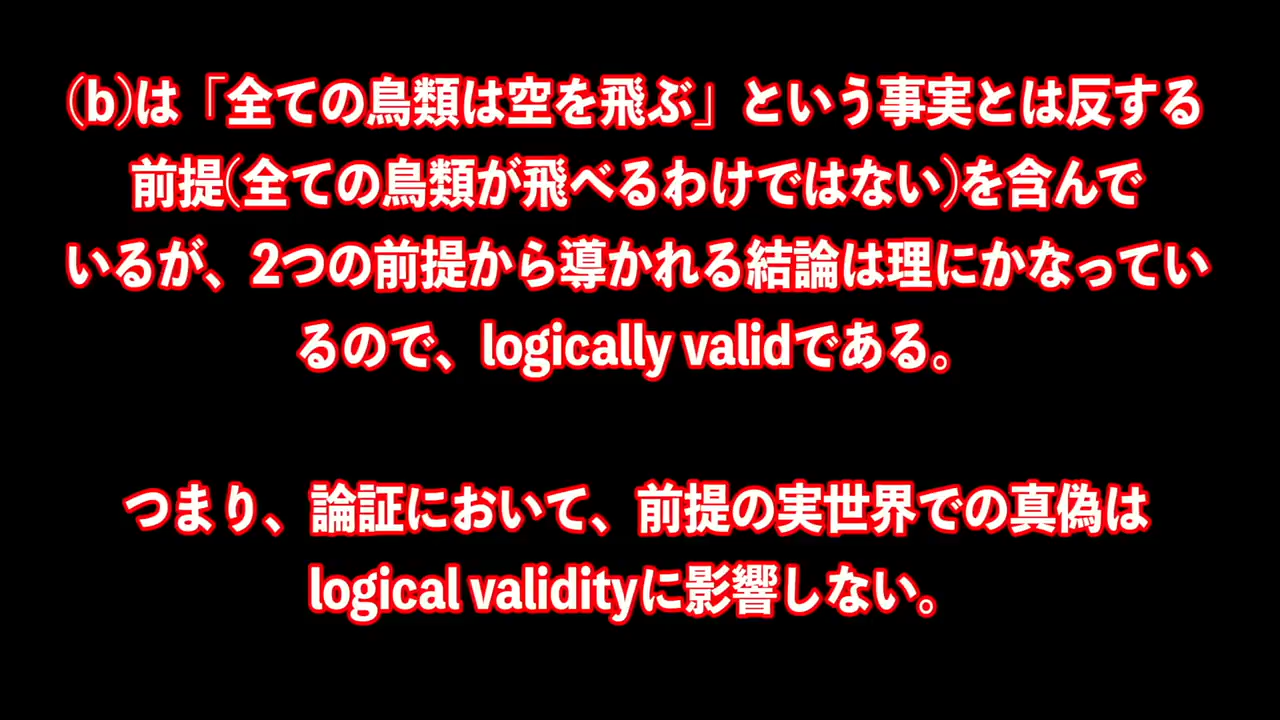 (b)は「全ての鳥類は空を飛ぶ」という事実とは反する
前提(全ての鳥類が飛べるわけではない)を含んで
いるが、2つの前提から導かれる結論は理にかなってい
るので、logically validである。
つまり、論証において、前提の実世界での真偽は
logical validityに影響しない。